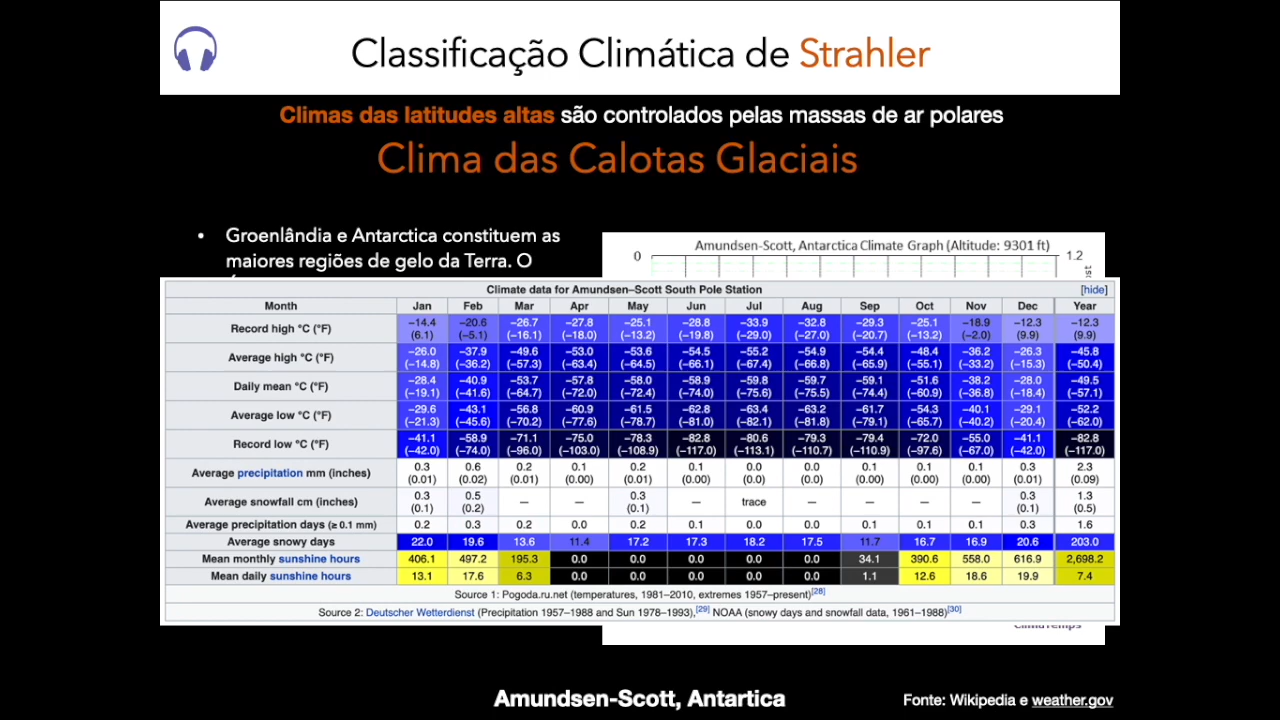 Classificação Climática de Strahler
Climas das latitudes altas são controlados pelas massas de ar polares
Clima das Calotas Glaciais
• Groenlândia e Antarctica constituem as
maiores regiões de gelo da Terra. O
Amundsen-Scott, Antarctica Climate Graph (Altitude: 9301 ft)
0 1.2
Climate data for Amundsen–Scott South Pole Station [hide]
Month Jan Feb Mar Apr May Jun Jul Aug Sep Oct Nov Dec Year
Record high °C (°F) −14.4 (6.1) −20.6 (−5.1) −26.7 (−16.1) −27.8 (−18.0) −25.1 (−13.2) −28.8 (−19.8) −33.9 (−29.0) −32.8 (−27.0) −29.3 (−20.7) −25.1 (−13.2) −18.9 (−2.0) −12.3 (9.9) −12.3 (9.9)
Average high °C (°F) −26.0 (−14.8) −37.9 (−36.2) −49.6 (−57.3) −53.0 (−63.4) −53.6 (−64.5) −54.5 (−66.1) −55.2 (−67.4) −54.9 (−66.8) −54.4 (−65.9) −48.4 (−55.1) −36.2 (−33.2) −26.3 (−15.3) −45.8 (−50.4)
Daily mean °C (°F) −28.4 (−19.1) −40.9 (−41.6) −53.7 (−64.7) −57.8 (−72.0) −58.0 (−72.4) −58.9 (−74.0) −59.8 (−75.6) −59.7 (−75.5) −59.1 (−74.4) −51.6 (−60.9) −38.2 (−36.8) −28.0 (−18.4) −49.5 (−57.1)
Average low °C (°F) −29.6 (−21.3) −43.1 (−45.6) −56.8 (−70.2) −60.9 (−77.6) −61.5 (−78.7) −62.8 (−81.0) −63.4 (−82.1) −63.2 (−81.8) −61.7 (−79.1) −54.3 (−65.7) −40.1 (−40.2) −29.1 (−20.4) −52.2 (−62.0)
Record low °C (°F) −41.1 (−42.0) −58.9 (−74.0) −71.1 (−96.0) −75.0 (−103.0) −78.3 (−108.9) −82.8 (−117.0) −80.6 (−113.1) −79.3 (−110.7) −79.4 (−110.9) −72.0 (−97.6) −55.0 (−67.0) −41.1 (−42.0) −82.8 (−117.0)
Average precipitation mm (inches) 0.3 (0.01) 0.6 (0.02) 0.2 (0.01) 0.1 (0.00) 0.2 (0.01) 0.1 (0.00) 0.0 (0.0) 0.0 (0.0) 0.1 (0.00) 0.1 (0.00) 0.1 (0.00) 0.3 (0.01) 2.3 (0.09)
Average snowfall cm (inches) 0.3 (0.1) 0.5 (0.2) — — 0.3 (0.1) — trace — — — — 0.3 (0.1) 1.3 (0.5)
Average precipitation days (≥ 0.1 mm) 0.2 0.3 0.2 0.0 0.2 0.1 0.0 0.0 0.1 0.1 0.1 0.3 1.6
Average snowy days 22.0 19.6 13.6 11.4 17.2 17.3 18.2 17.5 11.7 16.7 16.9 20.6 203.0
Mean monthly sunshine hours 406.1 497.2 195.3 0.0 0.0 0.0 0.0 0.0 34.1 390.6 558.0 616.9 2,698.2
Mean daily sunshine hours 13.1 17.6 6.3 0.0 0.0 0.0 0.0 0.0 1.1 12.6 18.6 19.9 7.4
Source 1: Pogoda.ru.net (temperatures, 1981–2010, extremes 1957–present)[28]
Source 2: Deutscher Wetterdienst (Precipitation 1957–1988 and Sun 1978–1993),[29] NOAA (snowy days and snowfall data, 1961–1988)[30]
Amundsen-Scott, Antartica
Fonte: Wikipedia e weather.gov